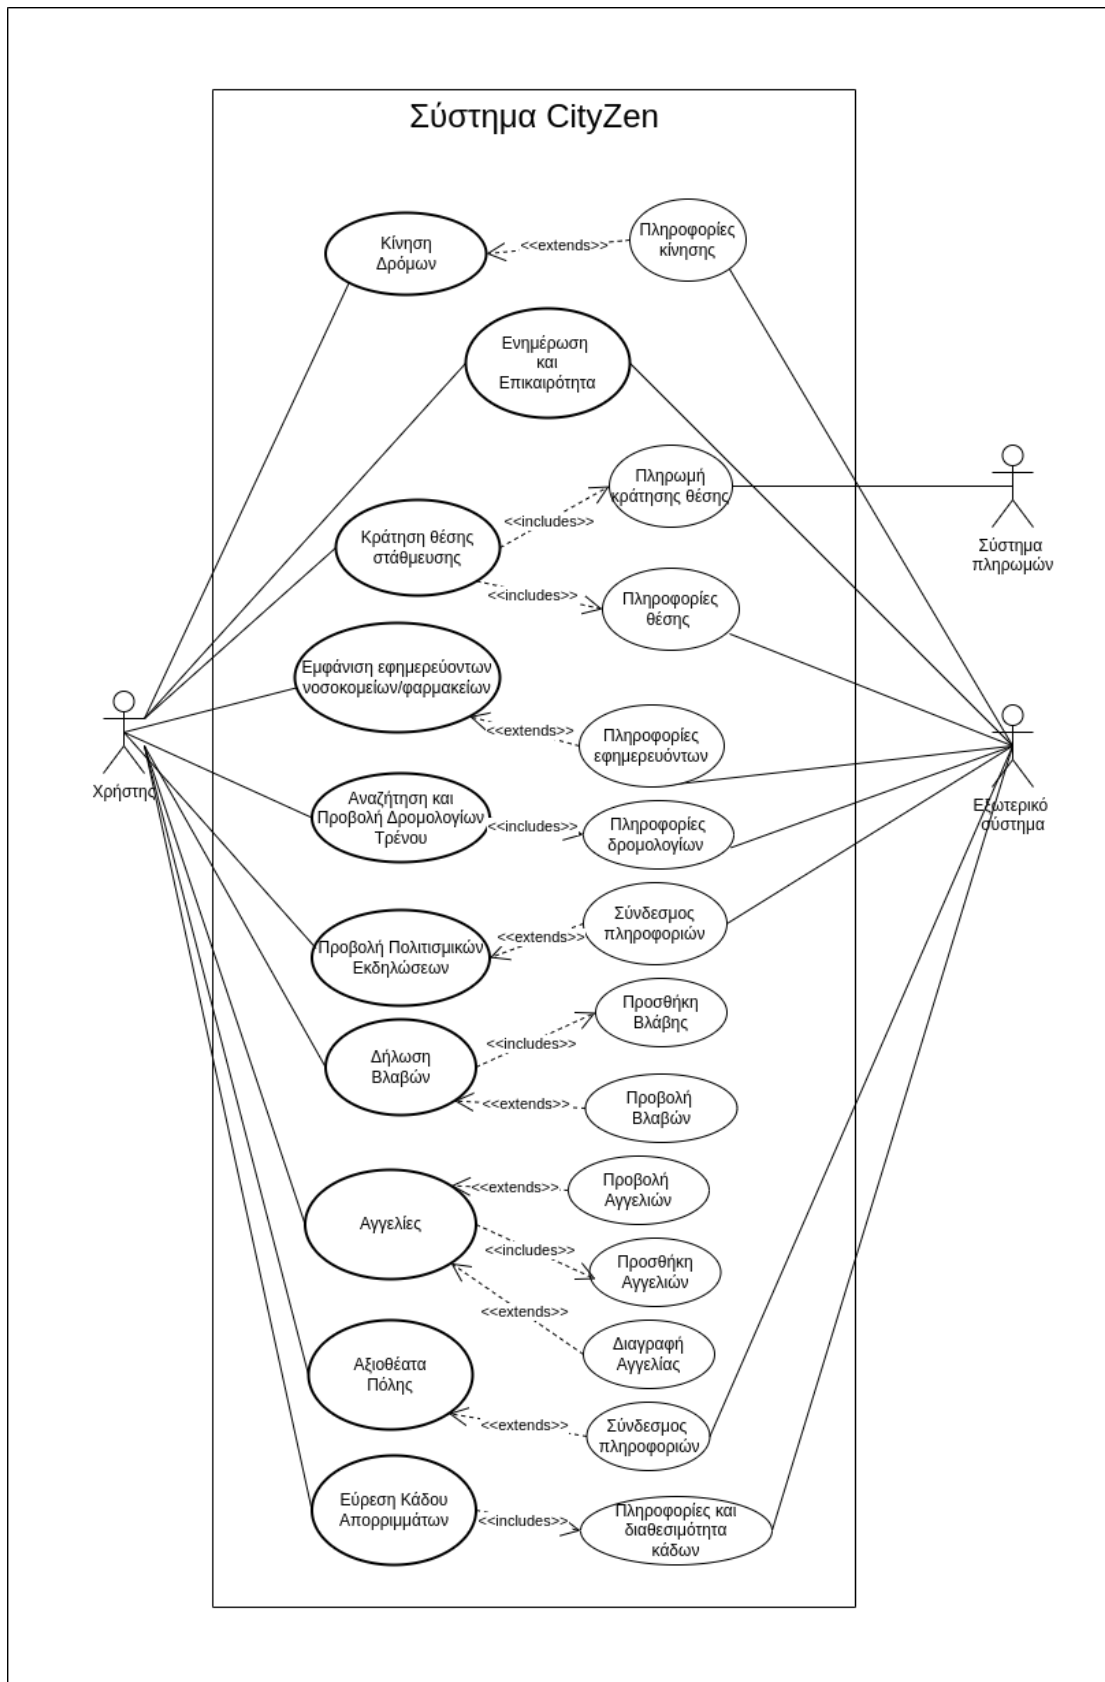 Σύστημα CityZen
Κίνηση
Δρόμων
<<extends>>
Πληροφορίες
κίνησης
Ενημέρωση
και
Επικαιρότητα
Πληρωμή
κράτησης θέσης
<<includes>>
Κράτηση θέσης
στάθμευσης
<<includes>>
Πληροφορίες
θέσης
Σύστημα
πληρωμών
Εμφάνιση εφημερεύοντων
νοσοκομείων/φαρμακείων
<<extends>>
Πληροφορίες
εφημερευόντων
Χρήστης
Εξωτερικό
σύστημα
Αναζήτηση και
Προβολή Δρομολογίων
Τρένου
<<includes>>
Πληροφορίες
δρομολογίων
Σύνδεσμος
πληροφοριών
<<extends>>
Προβολή Πολιτισμικών
Εκδηλώσεων
Προσθήκη
Βλάβης
<<includes>>
Δήλωση
Βλαβών
<<extends>>
Προβολή
Βλαβών
<<extends>>
Προβολή
Αγγελιών
Αγγελίες
<<includes>>
Προσθήκη
Αγγελιών
<<extends>>
Διαγραφή
Αγγελίας
Αξιοθέατα
Πόλης
<<extends>>
Σύνδεσμος
πληροφοριών
Εύρεση Κάδου
Απορριμμάτων
<<includes>>
Πληροφορίες και
διαθεσιμότητα
κάδων